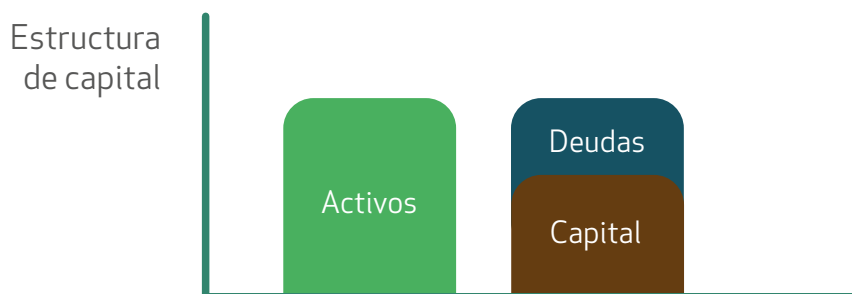 Estructura
de capital
Activos
Deudas
Capital